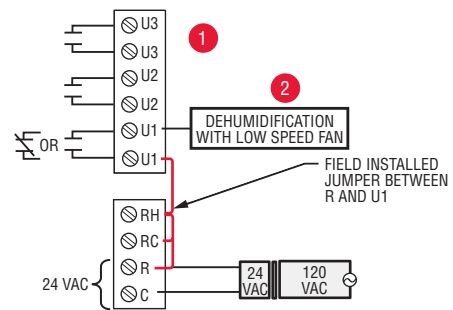 U3
1
U3
U2
2
U2
OR
U1
DEHUMIDIFICATION
WITH LOW SPEED FAN
U1
FIELD INSTALLED
JUMPER BETWEEN
R AND U1
RH
RC
R
24 VAC
C
24
VAC
120
VAC